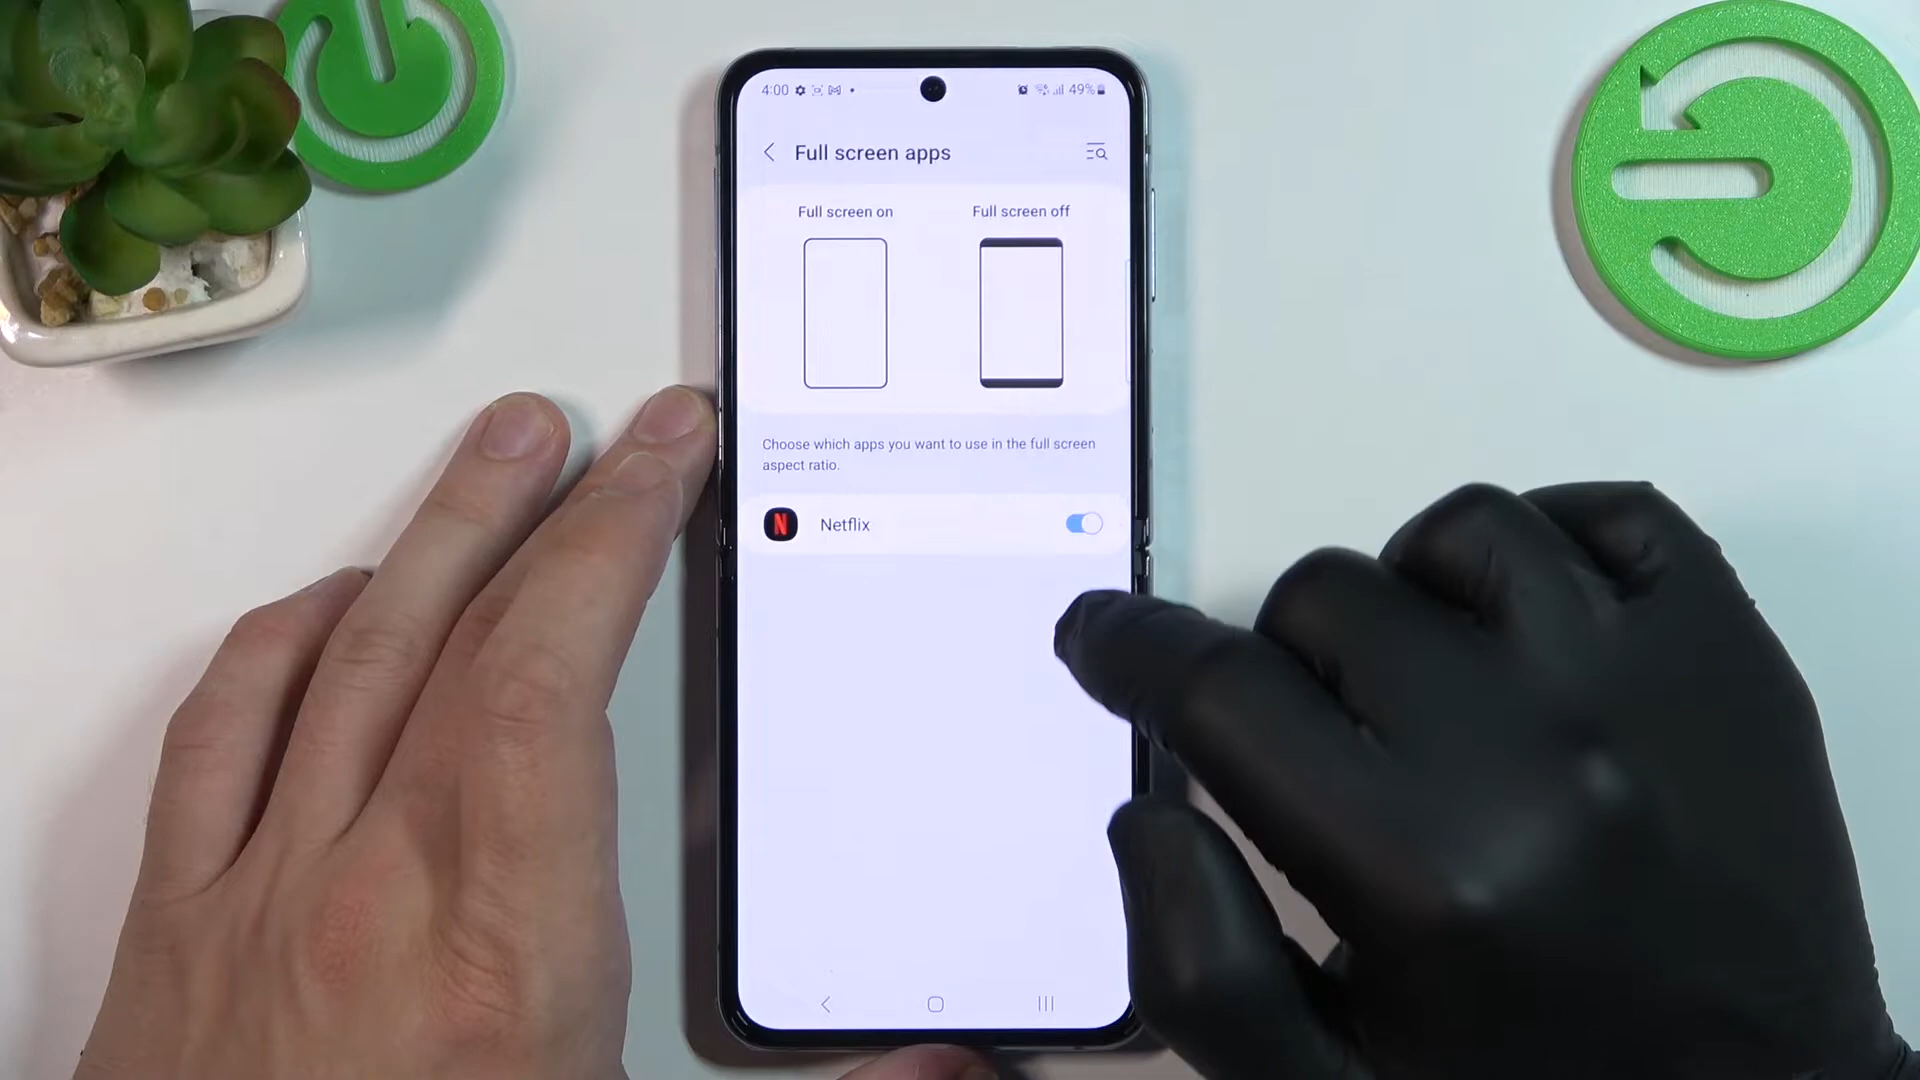 4:00
49%
Full screen apps
Full screen on
Full screen off
Choose which apps you want to use in the full screen
aspect ratio.
N
Netflix